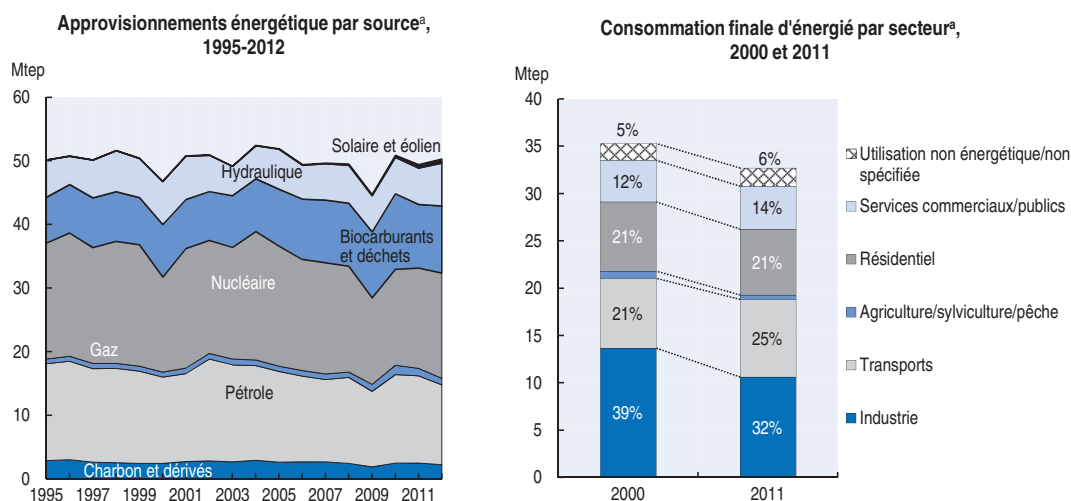 Approvisionnements énergétique par sourceᵃ,
1995-2012
Mtep
60
50
40
30
20
10
0
Solaire et éolien
Hydraulique
Biocarburants
et déchets
Nucléaire
Gaz
Pétrole
Charbon et dérivés
1995 1997 1999 2001 2003 2005 2007 2009 2011
Consommation finale d'énergié par secteurᵃ,
2000 et 2011
Mtep
40
35
30
25
20
15
10
5
0
5%
12%
21%
21%
39%
6%
14%
21%
25%
32%
2000 2011
Utilisation non énergétique/non
spécifiée
Services commerciaux/publics
Résidentiel
Agriculture/sylviculture/pêche
Transports
Industrie